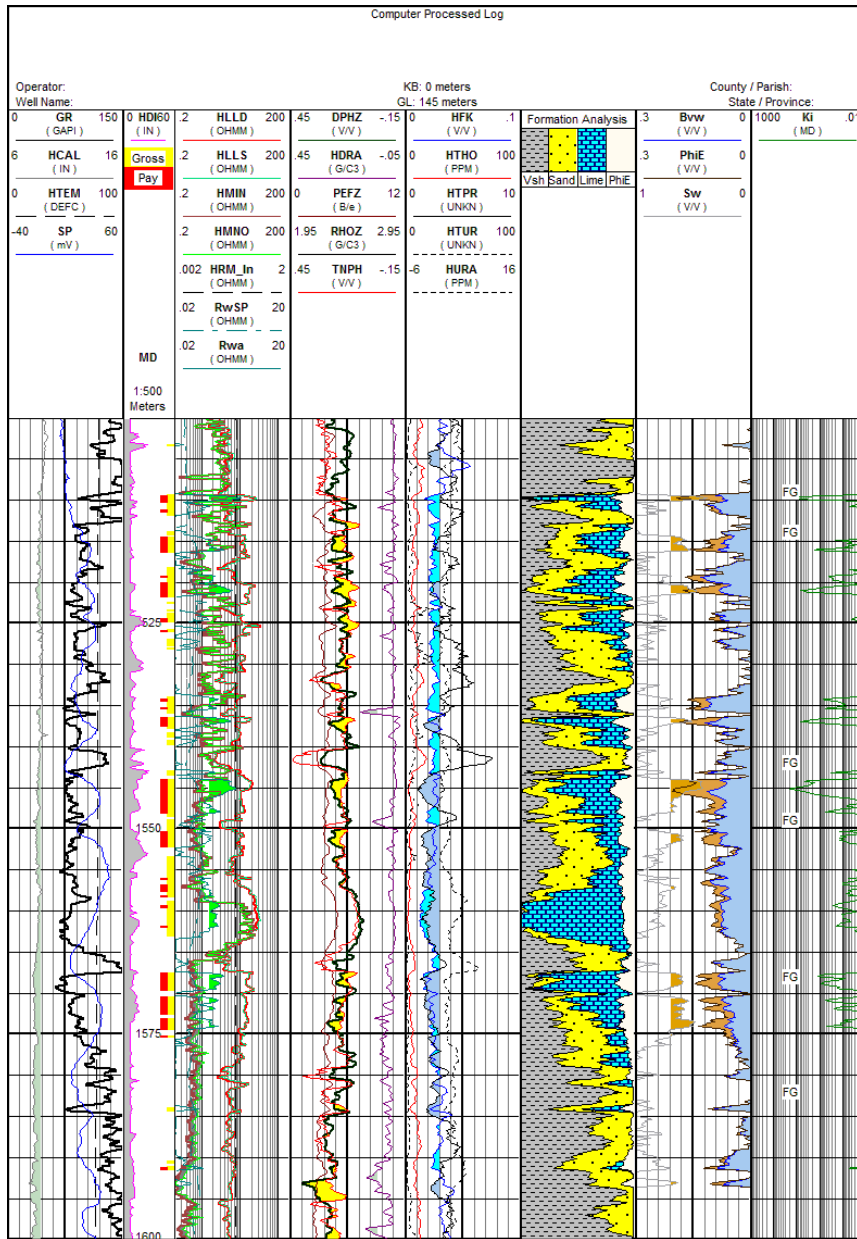 Computer Processed Log
Operator: KB: 0 meters County / Parish:
Well Name: GL: 145 meters State / Province:
0 GR 150 0 HDI60 .2 HLLD 200 .45 DPHZ -.15 0 HFK .1 Formation Analysis .3 Bvw 0 1000 Ki .01
(GAPI) (IN) (OHMM) (V/V) (V/V) (V/V) (MD)
6 HCAL 16 Gross .2 HLLS 200 .45 HDRA -.05 0 HTHO 100 .3 PhiE 0
(IN) (OHMM) (G/C3) (PPM) (V/V)
Pay Vsh Sand Lime PhiE
0 HTEM 100 .2 HMIN 200 0 PEFZ 12 0 HTPR 10 1 Sw 0
(DEFC) (OHMM) (B/e) (UNKN) (V/V)
-40 SP 60 .2 HMNO 200 1.95 RHOZ 2.95 0 HTUR 100
(mV) (OHMM) (G/C3) (UNKN)
.002 HRM_In 2 .45 TNPH -.15 -6 HURA 16
(OHMM) (V/V) (PPM)
.02 RwSP 20
(OHMM)
.02 Rwa 20
(OHMM)
MD
1:500
Meters
FG
FG
1550
FG
FG
FG
1575
FG
1600